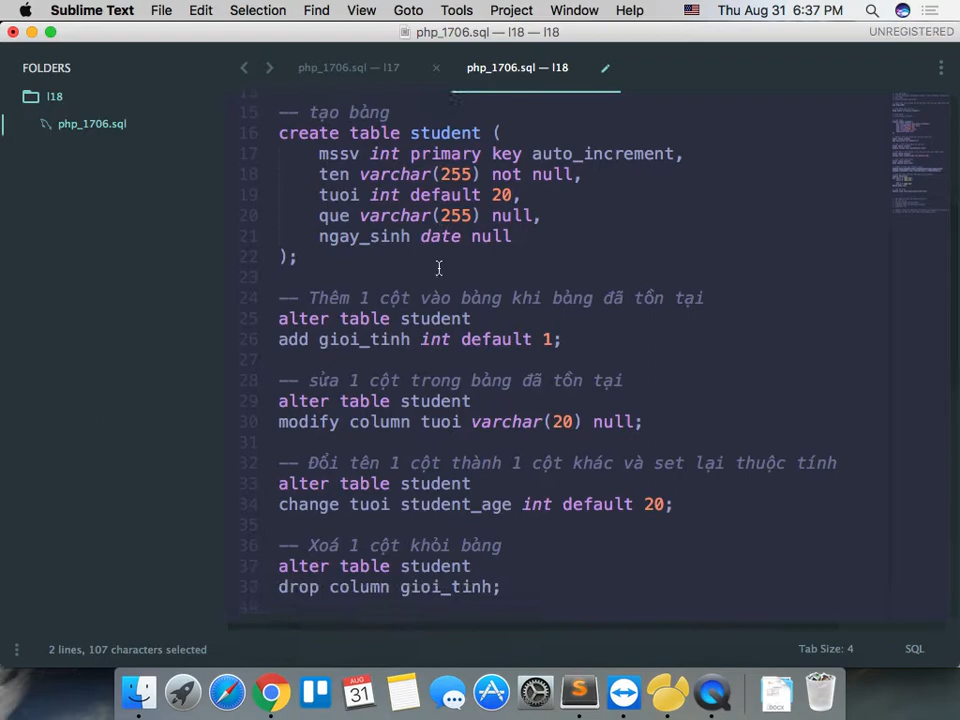 Sublime Text File Edit Selection Find View Goto Tools Project Window Help Thu Aug 31 6:37 PM
php_1706.sql — l18 — l18 UNREGISTERED
FOLDERS
l18
php_1706.sql
php_1706.sql — l17 × php_1706.sql — l18
15 -- tạo bảng
16 create table student (
17 mssv int primary key auto_increment,
18 ten varchar(255) not null,
19 tuoi int default 20,
20 que varchar(255) null,
21 ngay_sinh date null
22 );
23
24 -- Thêm 1 cột vào bảng khi bảng đã tồn tại
25 alter table student
26 add gioi_tinh int default 1;
27
28 -- sửa 1 cột trong bảng đã tồn tại
29 alter table student
30 modify column tuoi varchar(20) null;
31
32 -- Đổi tên 1 cột thành 1 cột khác và set lại thuộc tính
33 alter table student
34 change tuoi student_age int default 20;
35
36 -- Xoá 1 cột khỏi bảng
37 alter table student
38 drop column gioi_tinh;
2 lines, 107 characters selected Tab Size: 4 SQL
AUG
31
DOCX